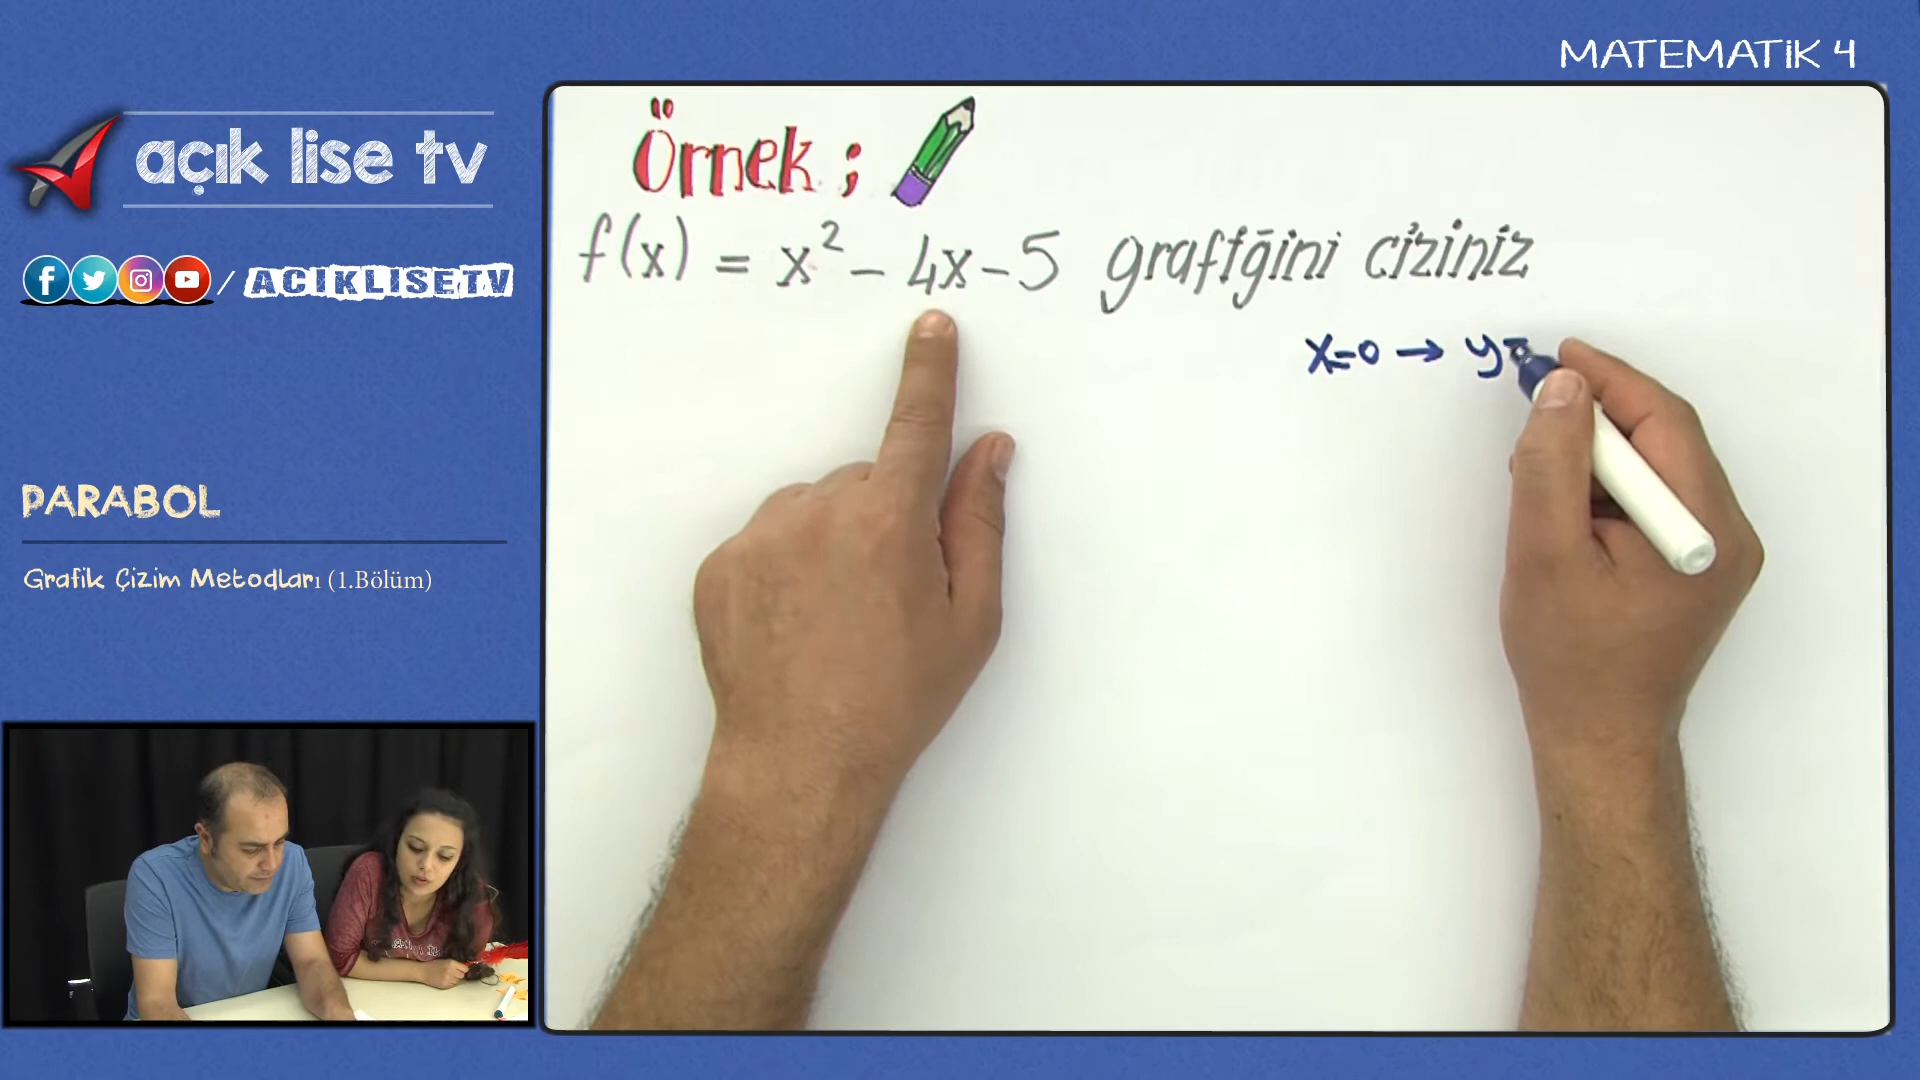 MATEMATİK 4
açık lise tv
/ ACIKLISETV
PARABOL
Grafik Çizim Metodları (1.Bölüm)
Örnek ;
f(x) = x² - 4x - 5 grafiğini çiziniz
x=0 → y=